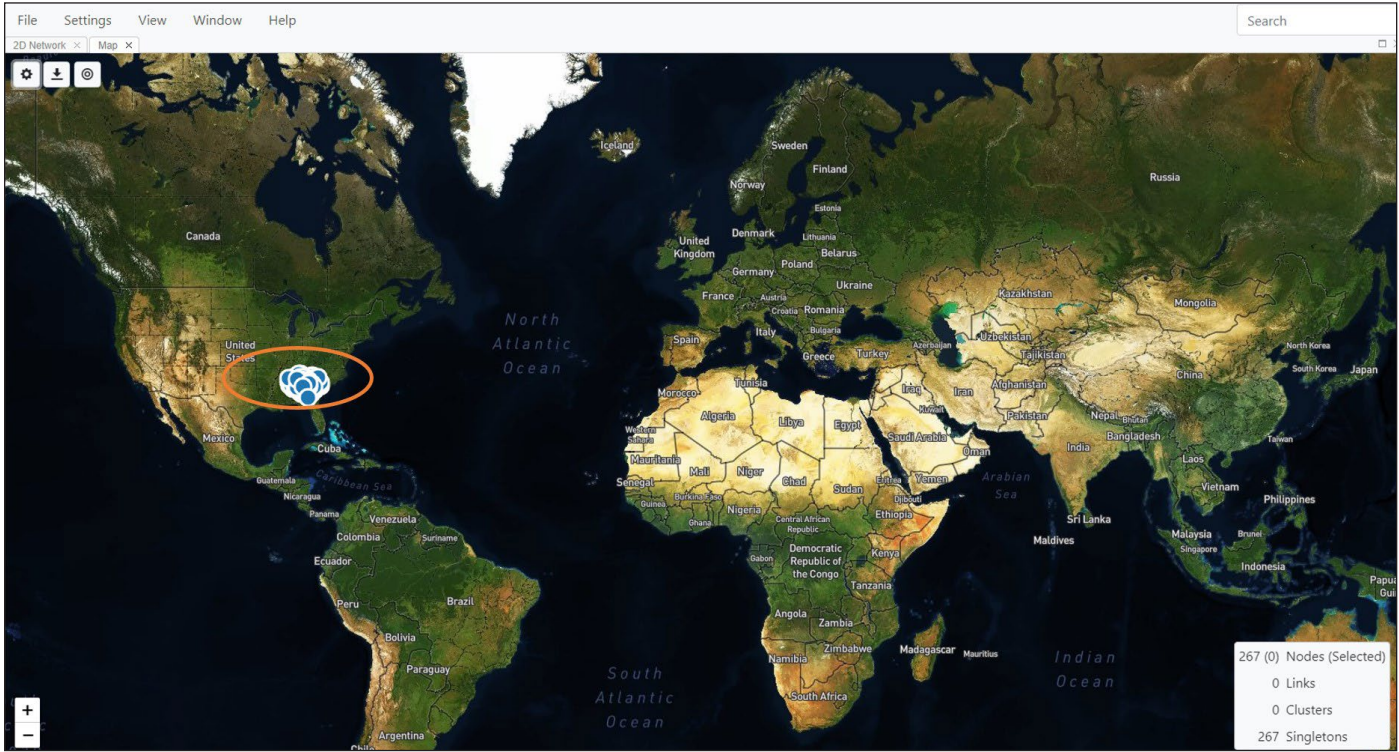 File Settings View Window Help
Search
2D Network × Map ×
Iceland
Sweden
Finland
Norway
Russia
Estonia
Canada
Denmark
Lithuania
United
Kingdom
Belarus
Poland
Germany
Ukraine
France
Austria
Kazakhstan
Croatia
Romania
Mongolia
North
Atlantic
Ocean
Italy
Bulgaria
Uzbekistan
Spain
Azerbaijan
North Korea
United
States
Greece
Turkey
Tajikistan
South Korea
Japan
China
Tunisia
Afghanistan
Morocco
Iraq
Iran
Algeria
Libya
Egypt
Kuwait
Pakistan
Nepal
Bhutan
Western
Sahara
Saudi Arabia
Bangladesh
Mexico
Taiwan
Cuba
India
Oman
Mauritania
Laos
Mali
Niger
Guatemala
Caribbean Sea
Senegal
Chad
Sudan
Eritrea
Yemen
Arabian
Sea
Vietnam
Nicaragua
Burkina Faso
Djibouti
Philippines
Guinea
Panama
Nigeria
Ethiopia
Venezuela
Ghana
Central African
Republic
Sri Lanka
Colombia
Suriname
Maldives
Malaysia
Brunei
Singapore
Ecuador
Gabon
Democratic
Republic of
the Congo
Kenya
Indonesia
Tanzania
Papua
Gui
Peru
Brazil
Angola
Zambia
Bolivia
Zimbabwe
Madagascar
Mauritius
Namibia
Indian
Ocean
Paraguay
South
Atlantic
Ocean
South Africa
Argentina
Chile
267 (0) Nodes (Selected)
0 Links
0 Clusters
267 Singletons
+
−